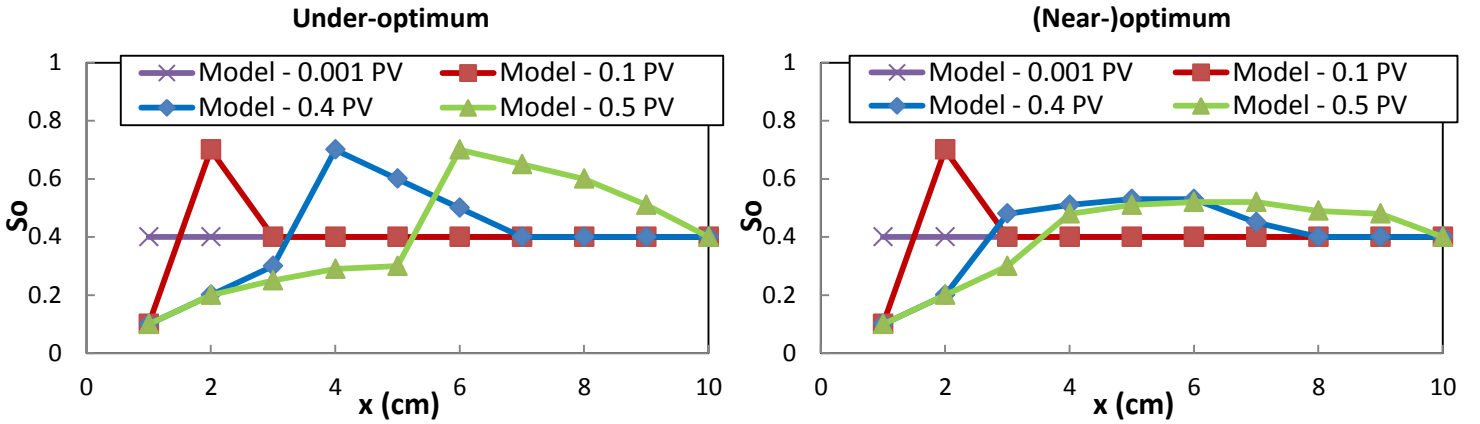 Under-optimum
Model - 0.001 PV
Model - 0.1 PV
Model - 0.4 PV
Model - 0.5 PV
1
0.8
0.6
0.4
0.2
0
So
0 2 4 6 8 10
x (cm)
(Near-)optimum
Model - 0.001 PV
Model - 0.1 PV
Model - 0.4 PV
Model - 0.5 PV
1
0.8
0.6
0.4
0.2
0
So
0 2 4 6 8 10
x (cm)